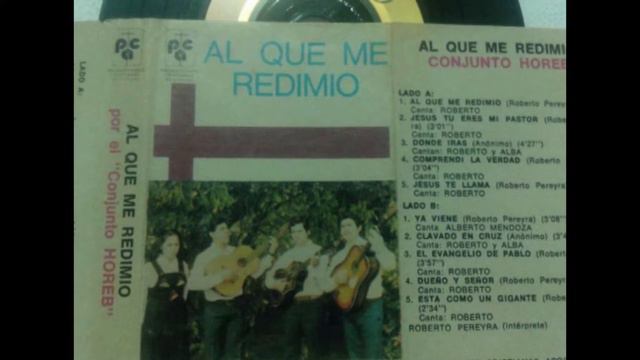 pca
pca
LADO A:
AL QUE ME REDIMIO
por el "Conjunto HOREB"
AL QUE ME
REDIMIO
AL QUE ME REDIMIO
CONJUNTO HOREB
LADO A:
1. AL QUE ME REDIMIO (Roberto Pereyra
2. JESUS TU ERES MI PASTOR (Rober
ra) (3'01'')
Canta: ROBERTO
3. DONDE IRAS (Anónimo) (4'27''
Cantan: ROBERTO y ALBA
4. COMPRENDI LA VERDAD (Roberto
(3'04'')
Canta: ROBERTO
5. JESUS TE LLAMA (Roberto Pereyra)
Canta: ROBERTO
LADO B:
1. YA VIENE (Roberto Pereyra) (5'08''
Canta: ALBERTO MENDOZA
2. CLAVADO EN CRUZ (Anónimo) (3'4
Canta: ROBERTO y ALBA
3. EL EVANGELIO DE PABLO (Roberto
(3'57'')
Canta: ROBERTO
4. DUEÑO Y SEÑOR (Roberto Pereyr
Canta: ROBERTO
5. ESTA COMO UN GIGANTE (Robert
(2'34'')
Canta: ROBERTO
ROBERTO PEREYRA (Intérprete)